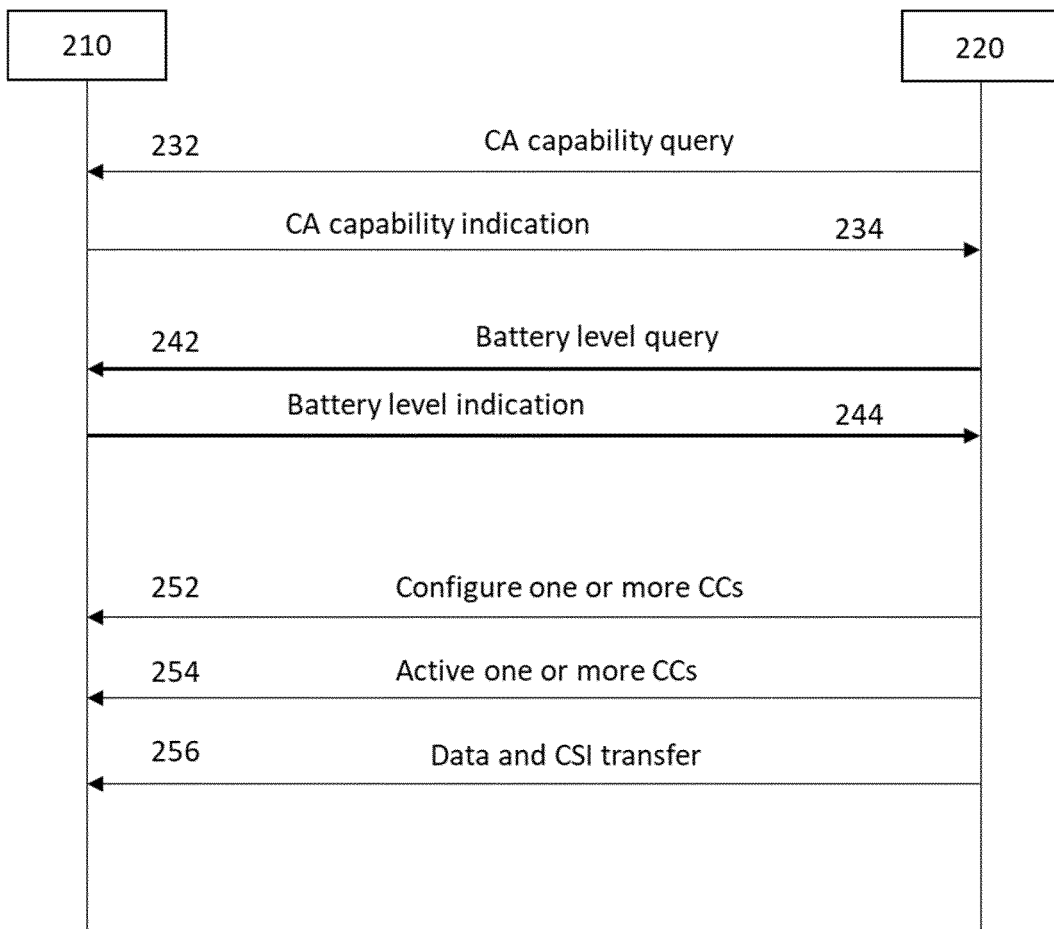 210
220
232
CA capability query
CA capability indication
234
242
Battery level query
Battery level indication
244
252
Configure one or more CCs
254
Active one or more CCs
256
Data and CSI transfer